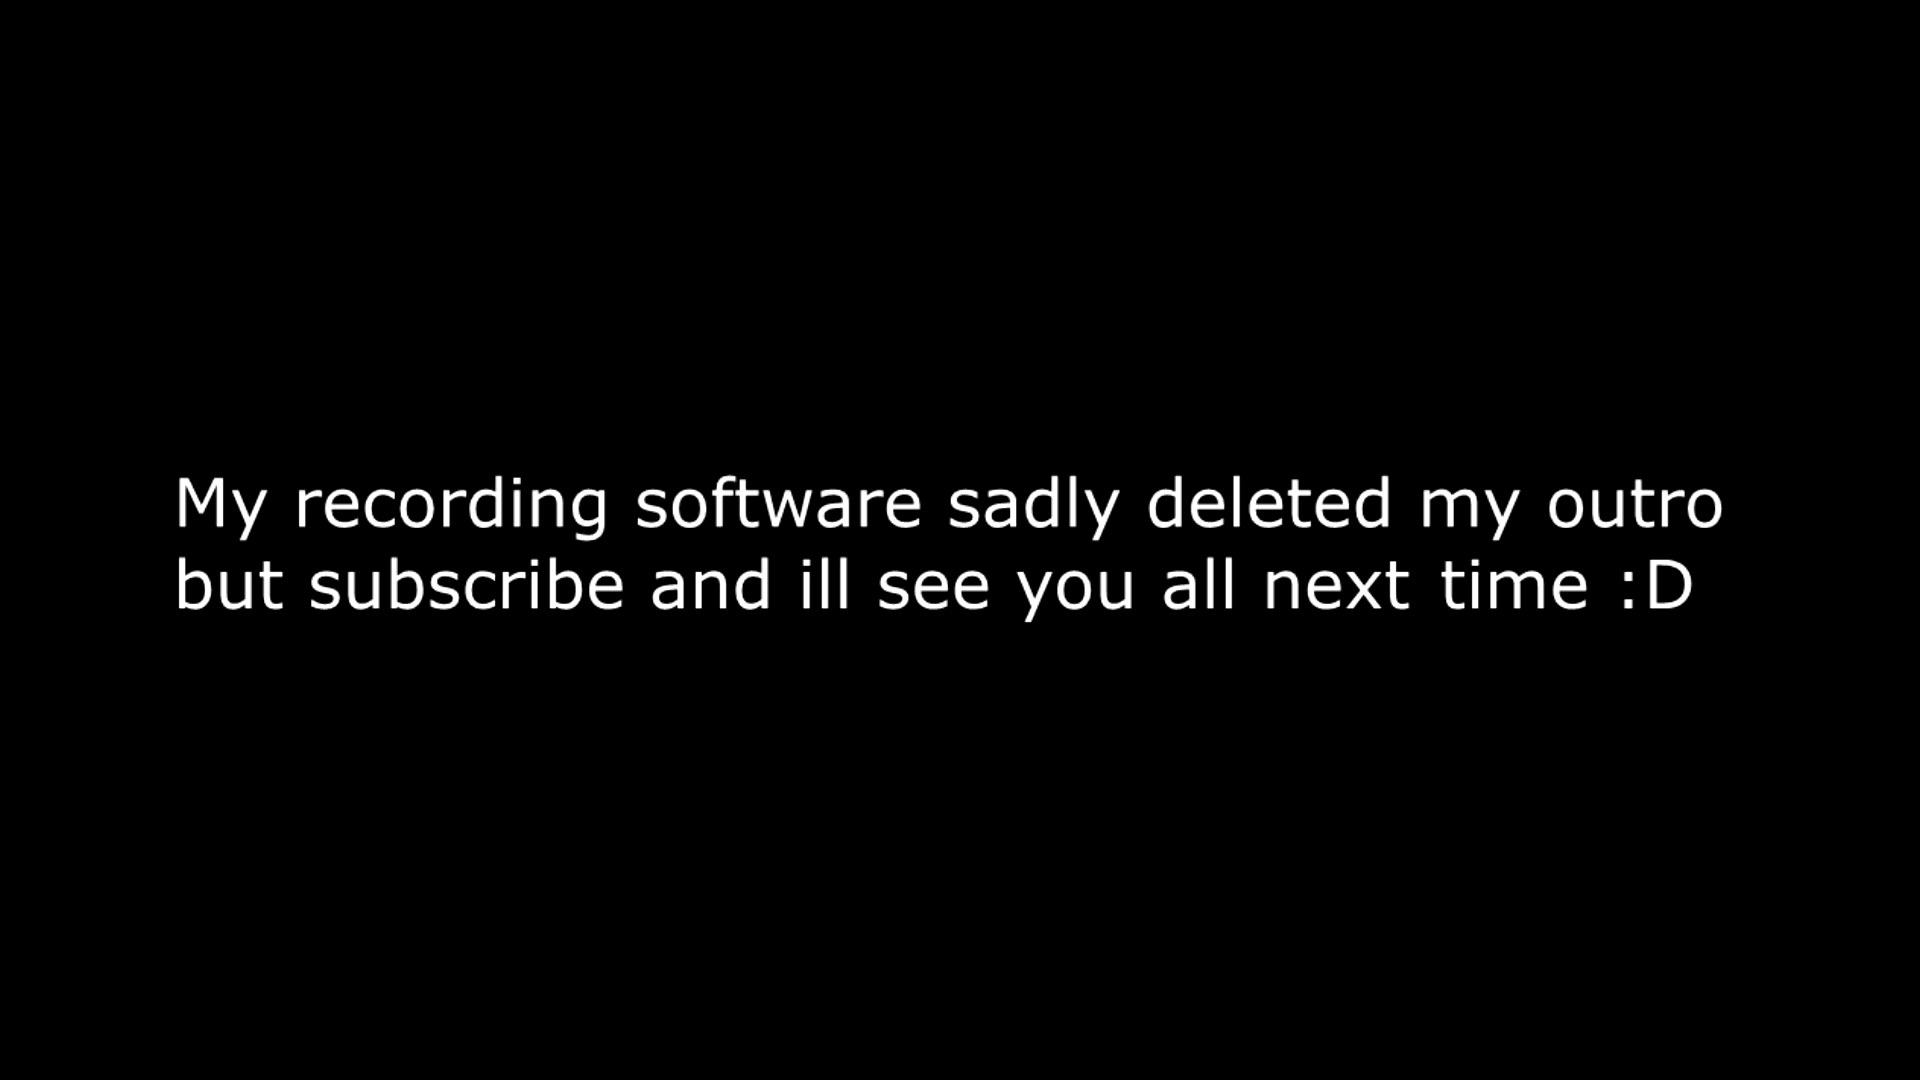 My recording software sadly deleted my outro
but subscribe and ill see you all next time :D